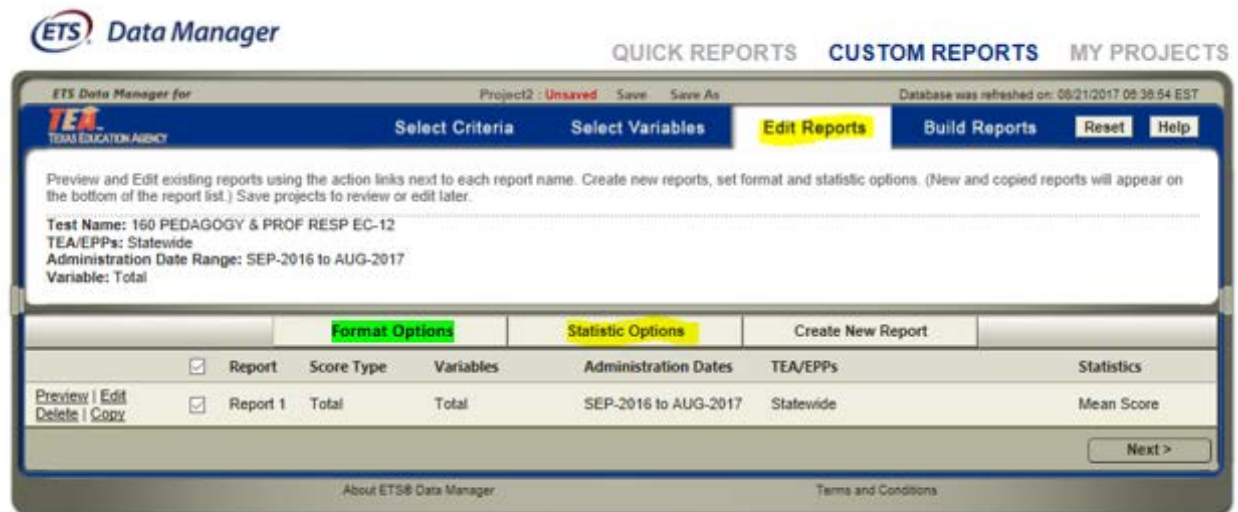 ETS Data Manager
QUICK REPORTS CUSTOM REPORTS MY PROJECTS
ETS Data Manager for Project2 : Unsaved Save Save As Database was refreshed on: 08/21/2017 08:38:54 EST
TEA Select Criteria Select Variables Edit Reports Build Reports Reset Help
TEXAS EDUCATION AGENCY
Preview and Edit existing reports using the action links next to each report name. Create new reports, set format and statistic options. (New and copied reports will appear on
the bottom of the report list.) Save projects to review or edit later.
Test Name: 160 PEDAGOGY & PROF RESP EC-12
TEA/EPPs: Statewide
Administration Date Range: SEP-2016 to AUG-2017
Variable: Total
Format Options Statistic Options Create New Report
Report Score Type Variables Administration Dates TEA/EPPs Statistics
Preview | Edit
Delete | Copy Report 1 Total Total SEP-2016 to AUG-2017 Statewide Mean Score
Next >
About ETS® Data Manager Terms and Conditions